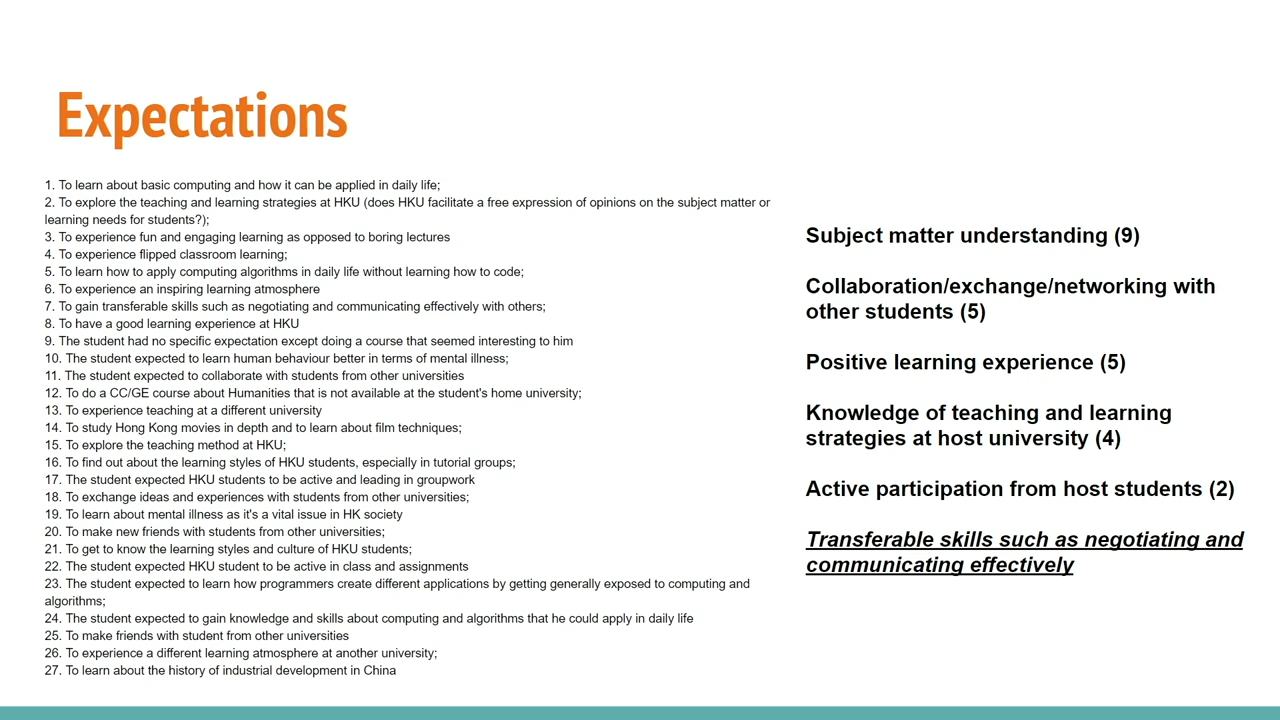 Expectations
1. To learn about basic computing and how it can be applied in daily life;
2. To explore the teaching and learning strategies at HKU (does HKU facilitate a free expression of opinions on the subject matter or
learning needs for students?);
3. To experience fun and engaging learning as opposed to boring lectures
4. To experience flipped classroom learning;
5. To learn how to apply computing algorithms in daily life without learning how to code;
6. To experience an inspiring learning atmosphere
7. To gain transferable skills such as negotiating and communicating effectively with others;
8. To have a good learning experience at HKU
9. The student had no specific expectation except doing a course that seemed interesting to him
10. The student expected to learn human behaviour better in terms of mental illness;
11. The student expected to collaborate with students from other universities
12. To do a CC/GE course about Humanities that is not available at the student's home university;
13. To experience teaching at a different university
14. To study Hong Kong movies in depth and to learn about film techniques;
15. To explore the teaching method at HKU;
16. To find out about the learning styles of HKU students, especially in tutorial groups;
17. The student expected HKU students to be active and leading in groupwork
18. To exchange ideas and experiences with students from other universities;
19. To learn about mental illness as it's a vital issue in HK society
20. To make new friends with students from other universities;
21. To get to know the learning styles and culture of HKU students;
22. The student expected HKU student to be active in class and assignments
23. The student expected to learn how programmers create different applications by getting generally exposed to computing and
algorithms;
24. The student expected to gain knowledge and skills about computing and algorithms that he could apply in daily life
25. To make friends with student from other universities
26. To experience a different learning atmosphere at another university;
27. To learn about the history of industrial development in China
Subject matter understanding (9)
Collaboration/exchange/networking with
other students (5)
Positive learning experience (5)
Knowledge of teaching and learning
strategies at host university (4)
Active participation from host students (2)
Transferable skills such as negotiating and
communicating effectively